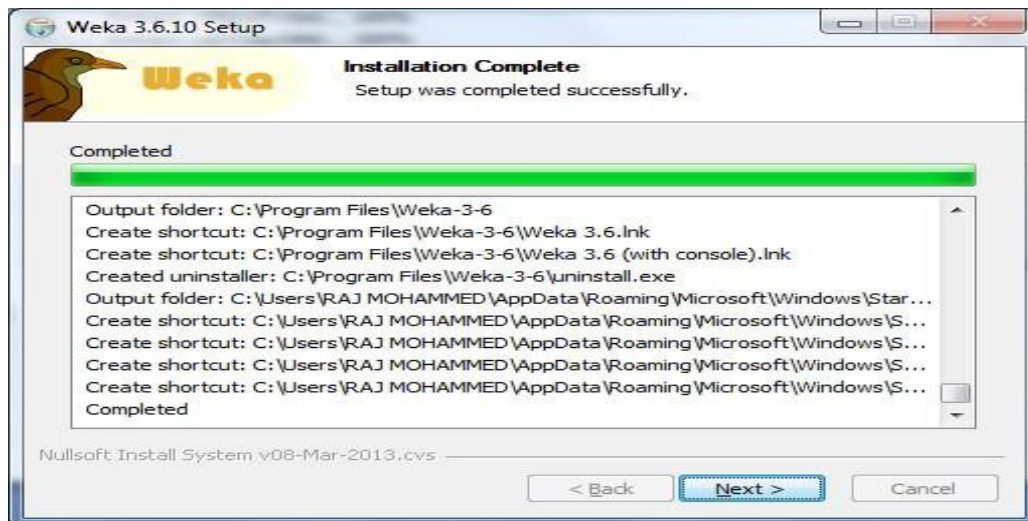 Weka 3.6.10 Setup
Weka
Installation Complete
Setup was completed successfully.
Completed
Output folder: C:\Program Files\Weka-3-6
Create shortcut: C:\Program Files\Weka-3-6\Weka 3.6.lnk
Create shortcut: C:\Program Files\Weka-3-6\Weka 3.6 (with console).lnk
Created uninstaller: C:\Program Files\Weka-3-6\uninstall.exe
Output folder: C:\Users\RAJ MOHAMMED\AppData\Roaming\Microsoft\Windows\Star...
Create shortcut: C:\Users\RAJ MOHAMMED\AppData\Roaming\Microsoft\Windows\S...
Create shortcut: C:\Users\RAJ MOHAMMED\AppData\Roaming\Microsoft\Windows\S...
Create shortcut: C:\Users\RAJ MOHAMMED\AppData\Roaming\Microsoft\Windows\S...
Create shortcut: C:\Users\RAJ MOHAMMED\AppData\Roaming\Microsoft\Windows\S...
Completed
Nullsoft Install System v08-Mar-2013.cvs
< Back
Next >
Cancel